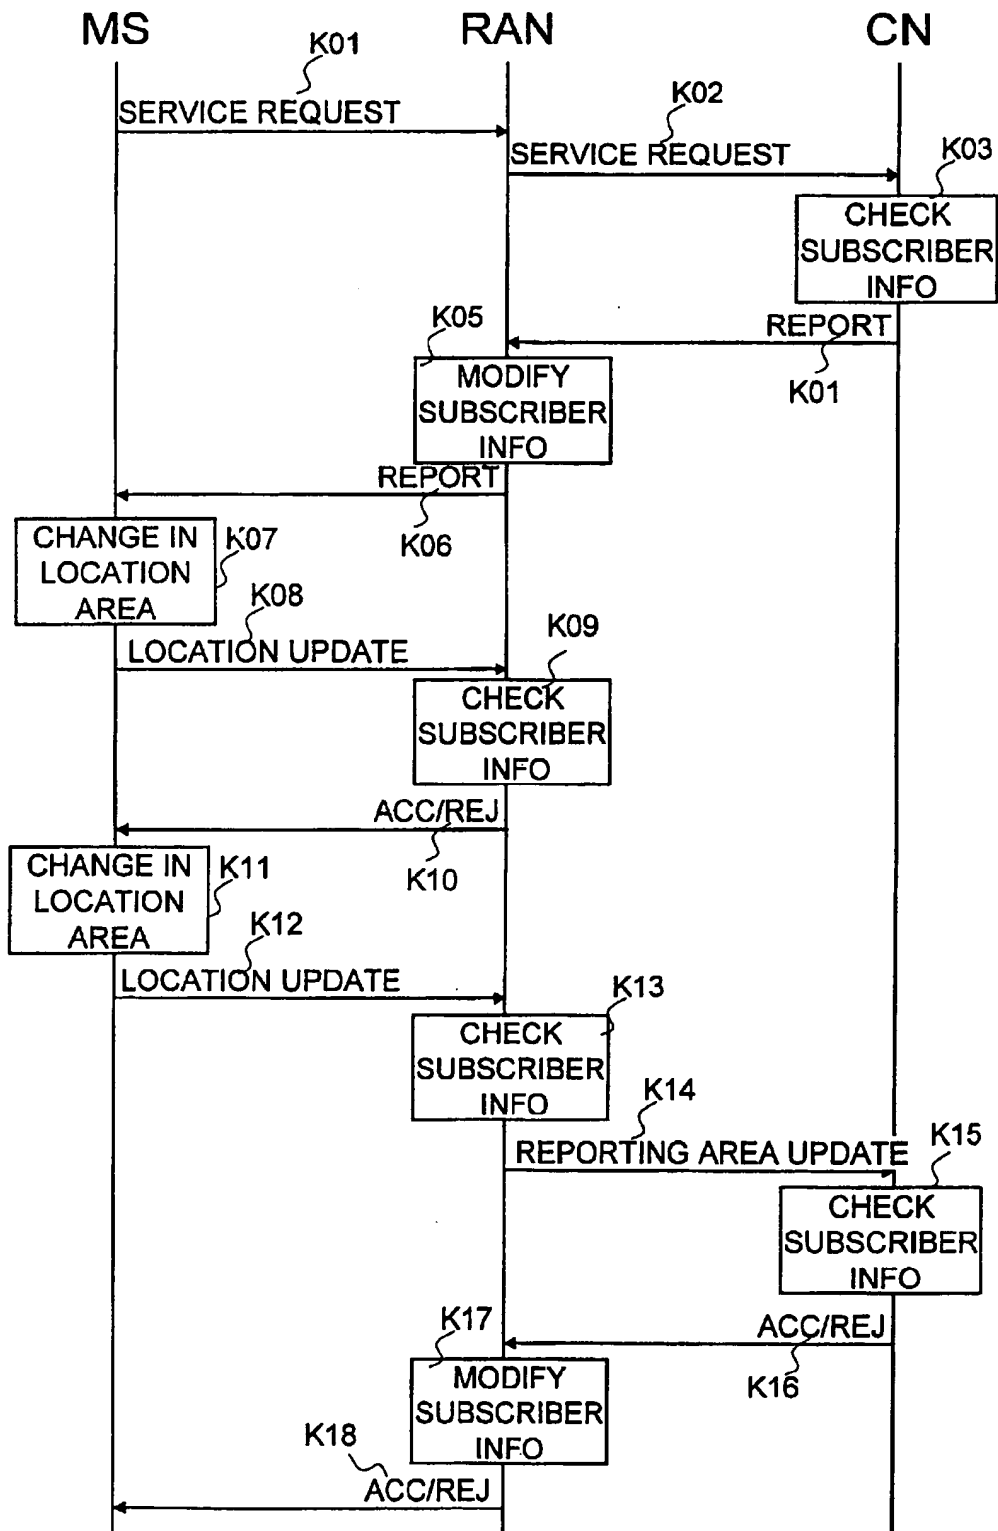 MS RAN CN
K01
SERVICE REQUEST
K02
SERVICE REQUEST
K03
CHECK
SUBSCRIBER
INFO
REPORT
K01
K05
MODIFY
SUBSCRIBER
INFO
REPORT
K06
CHANGE IN
LOCATION
AREA
K07
K08
LOCATION UPDATE
K09
CHECK
SUBSCRIBER
INFO
ACC/REJ
K10
CHANGE IN
LOCATION
AREA
K11
K12
LOCATION UPDATE
K13
CHECK
SUBSCRIBER
INFO
K14
REPORTING AREA UPDATE
K15
CHECK
SUBSCRIBER
INFO
ACC/REJ
K16
K17
MODIFY
SUBSCRIBER
INFO
K18
ACC/REJ